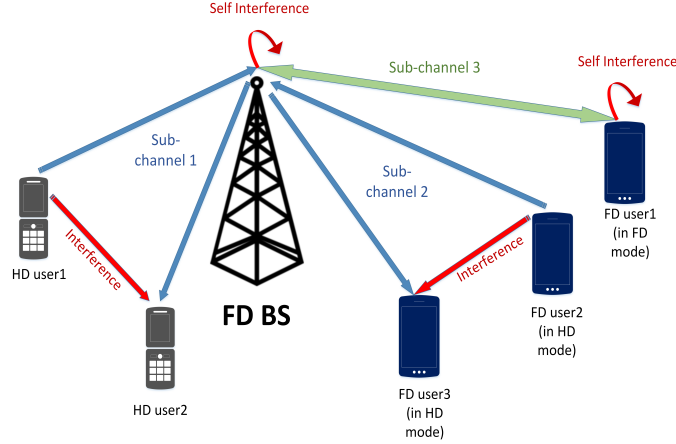 Self Interference
Sub-channel 3
Self Interference
Sub-
channel 1
Sub-
channel 2
Interference
HD user1
HD user2
FD BS
Interference
FD user1
(in FD
mode)
FD user2
(in HD
mode)
FD user3
(in HD
mode)